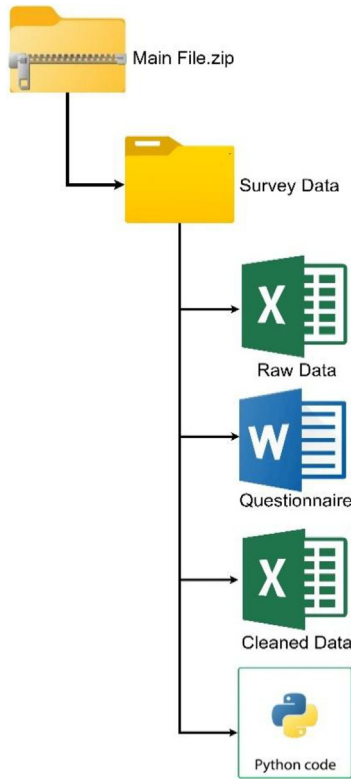 Main File.zip
Survey Data
X
Raw Data
W
Questionnaire
X
Cleaned Data
Python code